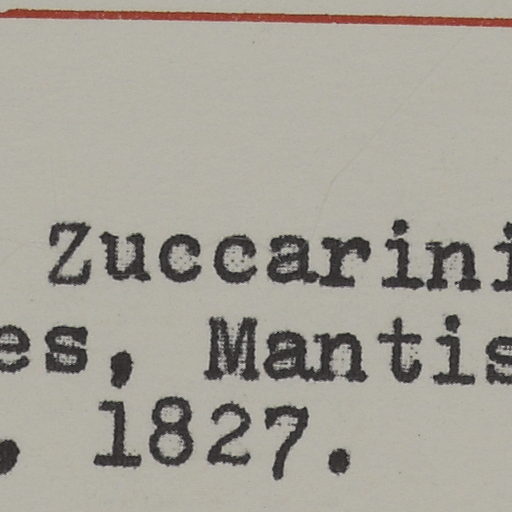 Zuccarini
es, Mantis
, 1827.